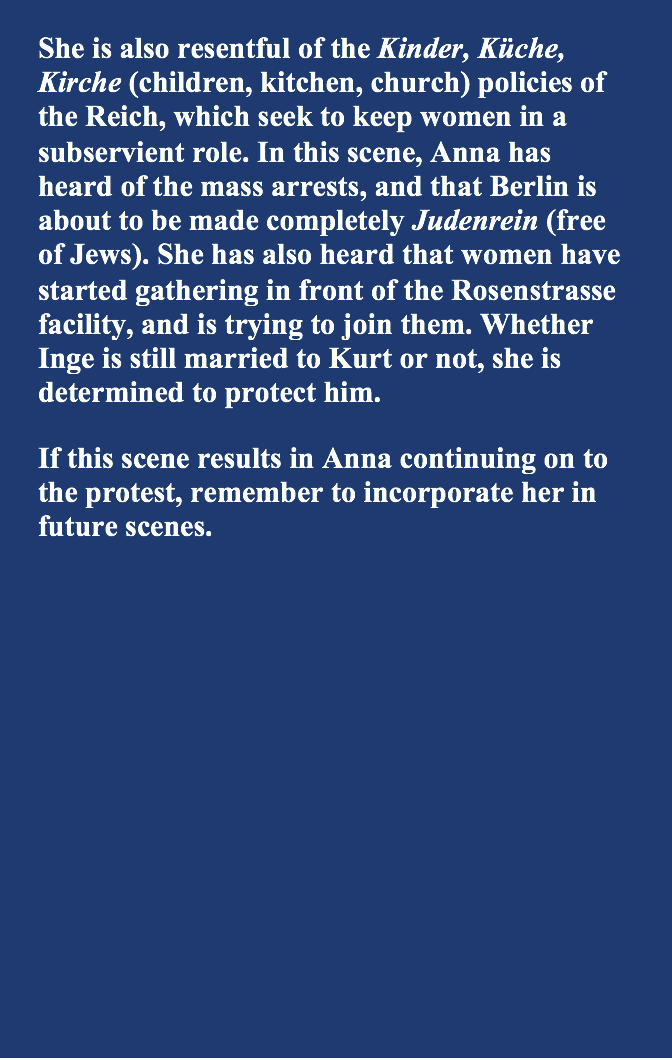 She is also resentful of the Kinder, Küche,
Kirche (children, kitchen, church) policies of
the Reich, which seek to keep women in a
subservient role. In this scene, Anna has
heard of the mass arrests, and that Berlin is
about to be made completely Judenrein (free
of Jews). She has also heard that women have
started gathering in front of the Rosenstrasse
facility, and is trying to join them. Whether
Inge is still married to Kurt or not, she is
determined to protect him.
If this scene results in Anna continuing on to
the protest, remember to incorporate her in
future scenes.